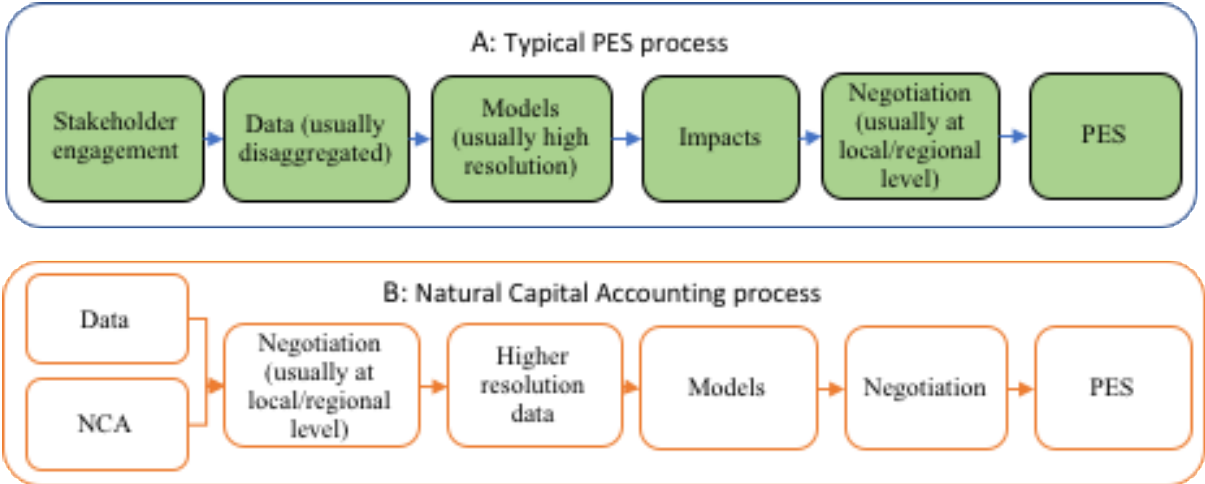 A: Typical PES process
Stakeholder
engagement
Data (usually
disaggregated)
Models
(usually high
resolution)
Impacts
Negotiation
(usually at
local/regional
level)
PES
B: Natural Capital Accounting process
Data
NCA
Negotiation
(usually at
local/regional
level)
Higher
resolution
data
Models
Negotiation
PES